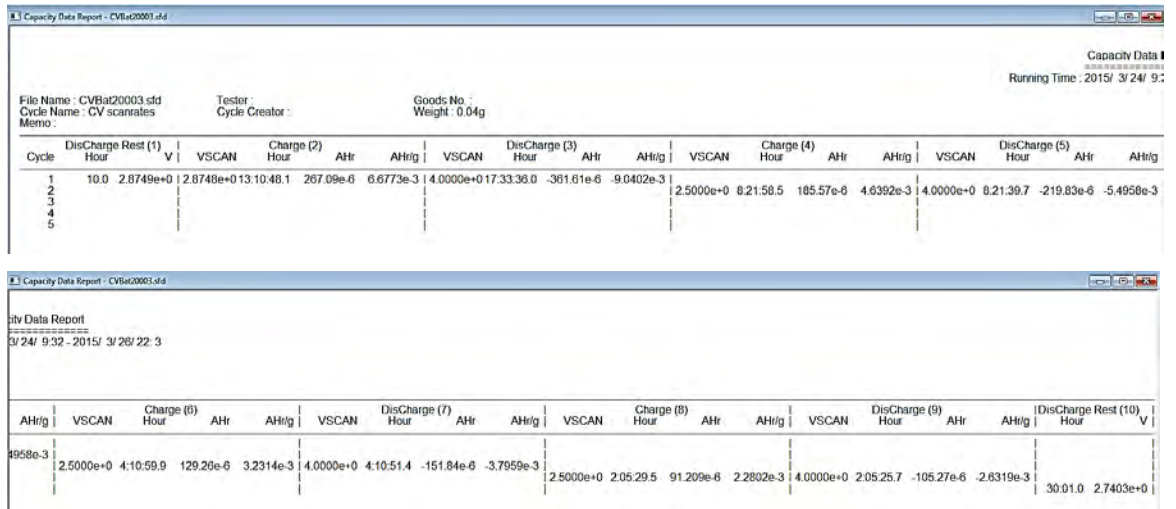 Capacity Data Report - CVBat20003.sfd
Capacity Data
============
Running Time : 2015/ 3/ 24/ 9:
File Name : CVBat20003.sfd Tester : Goods No. :
Cycle Name : CV scanrates Cycle Creator : Weight : 0.04g
Memo :
DisCharge Rest (1) | Charge (2) | DisCharge (3) | Charge (4) | DisCharge (5)
Cycle Hour V | VSCAN Hour AHr AHr/g | VSCAN Hour AHr AHr/g | VSCAN Hour AHr AHr/g | VSCAN Hour AHr AHr/g
1 10.0 2.8749e+0 | 2.8748e+0 13:10:48.1 267.09e-6 6.6773e-3 | 4.0000e+0 17:33:36.0 -361.61e-6 -9.0402e-3 |
2 | 2.5000e+0 8:21:58.5 185.57e-6 4.6392e-3 | 4.0000e+0 8:21:39.7 -219.83e-6 -5.4958e-3
3
4
5
Capacity Data Report - CVBat20003.sfd
city Data Report
=============
3/ 24/ 9:32 - 2015/ 3/ 26/ 22: 3
| Charge (6) | DisCharge (7) | Charge (8) | DisCharge (9) | DisCharge Rest (10) |
AHr/g | VSCAN Hour AHr AHr/g | VSCAN Hour AHr AHr/g | VSCAN Hour AHr AHr/g | VSCAN Hour AHr AHr/g | Hour V |
4958e-3 |
| 2.5000e+0 4:10:59.9 129.26e-6 3.2314e-3 | 4.0000e+0 4:10:51.4 -151.84e-6 -3.7959e-3 |
| 2.5000e+0 2:05:29.5 91.209e-6 2.2802e-3 | 4.0000e+0 2:05:25.7 -105.27e-6 -2.6319e-3 |
30:01.0 2.7403e+0 |